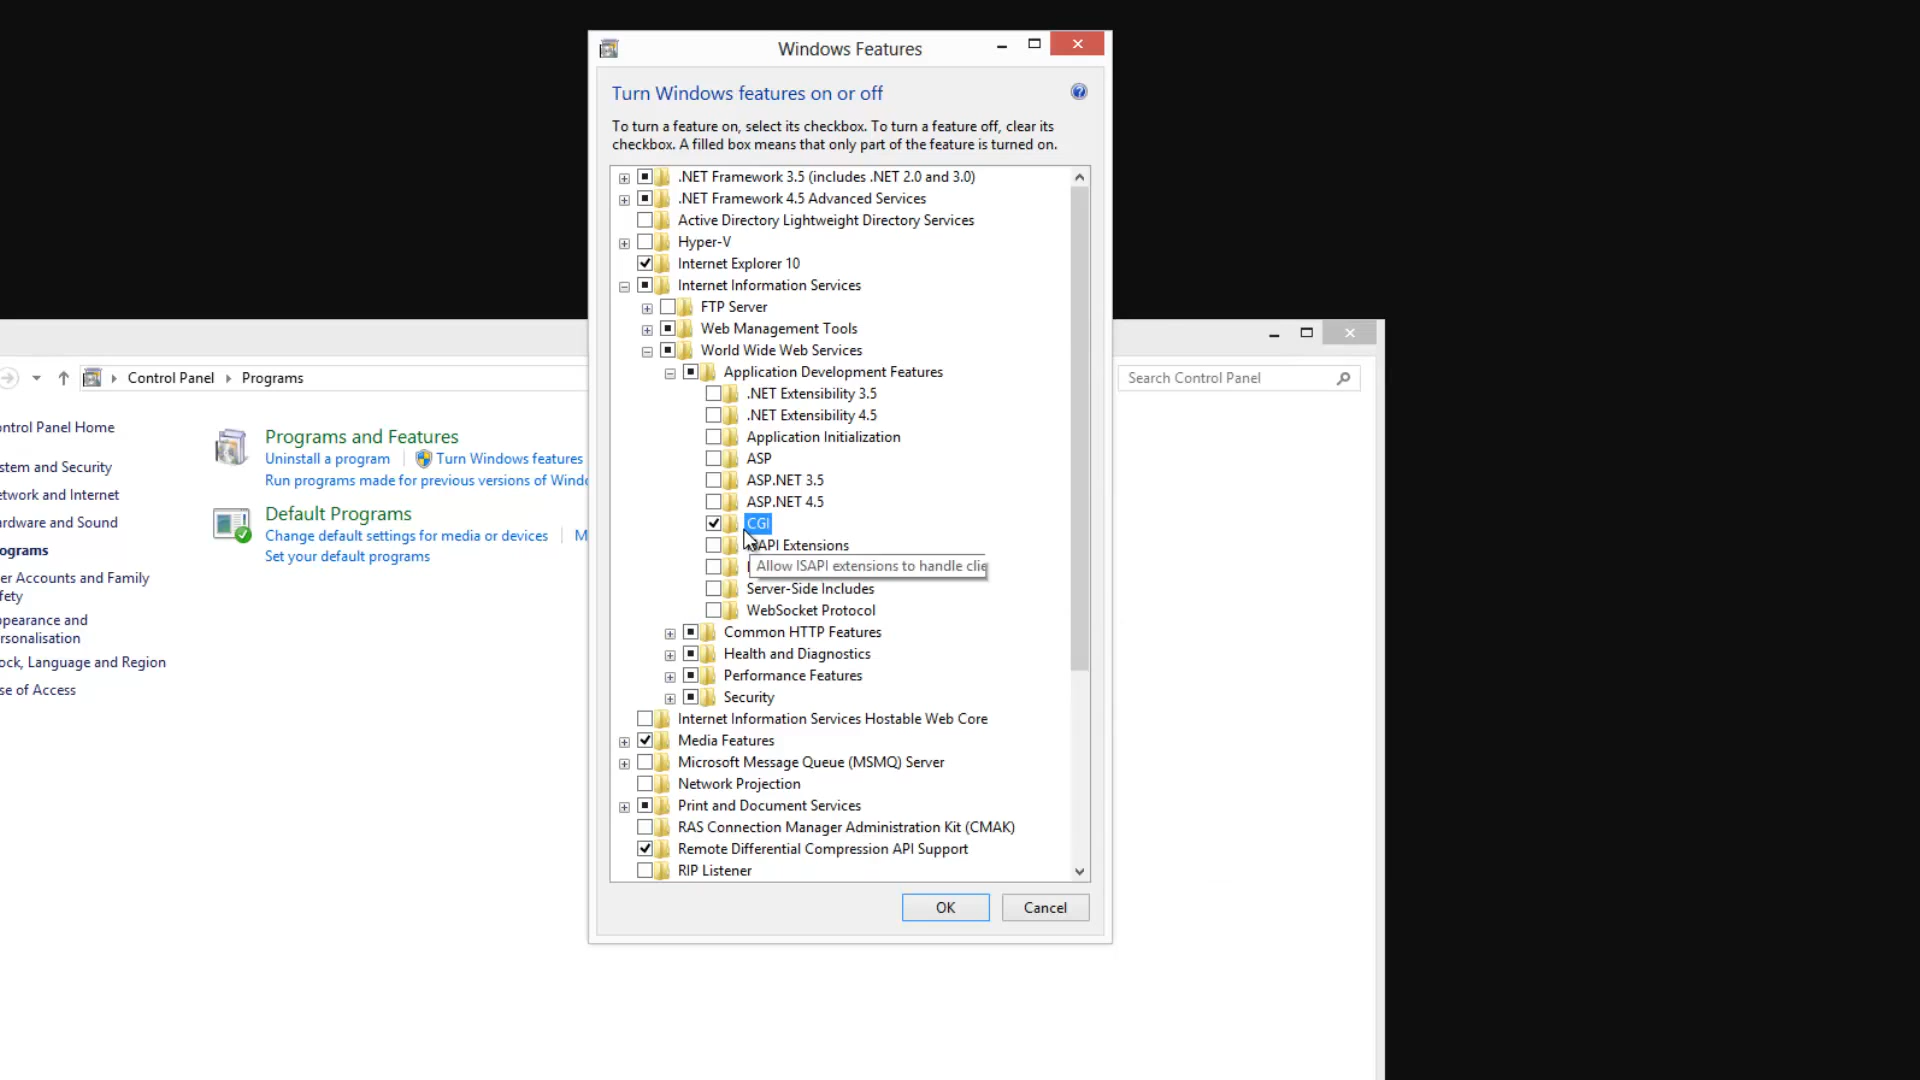 Windows Features
Turn Windows features on or off
To turn a feature on, select its checkbox. To turn a feature off, clear its
checkbox. A filled box means that only part of the feature is turned on.
.NET Framework 3.5 (includes .NET 2.0 and 3.0)
.NET Framework 4.5 Advanced Services
Active Directory Lightweight Directory Services
Hyper-V
Internet Explorer 10
Internet Information Services
FTP Server
Web Management Tools
World Wide Web Services
Application Development Features
.NET Extensibility 3.5
.NET Extensibility 4.5
Application Initialization
ASP
ASP.NET 3.5
ASP.NET 4.5
CGI
API Extensions
Allow ISAPI extensions to handle clie
Server-Side Includes
WebSocket Protocol
Common HTTP Features
Health and Diagnostics
Performance Features
Security
Internet Information Services Hostable Web Core
Media Features
Microsoft Message Queue (MSMQ) Server
Network Projection
Print and Document Services
RAS Connection Manager Administration Kit (CMAK)
Remote Differential Compression API Support
RIP Listener
OK Cancel
Control Panel Programs
Search Control Panel
ntrol Panel Home
stem and Security
etwork and Internet
ardware and Sound
ograms
er Accounts and Family
fety
ppearance and
rsonalisation
ock, Language and Region
se of Access
Programs and Features
Uninstall a program Turn Windows features
Run programs made for previous versions of Windo
Default Programs
Change default settings for media or devices M
Set your default programs